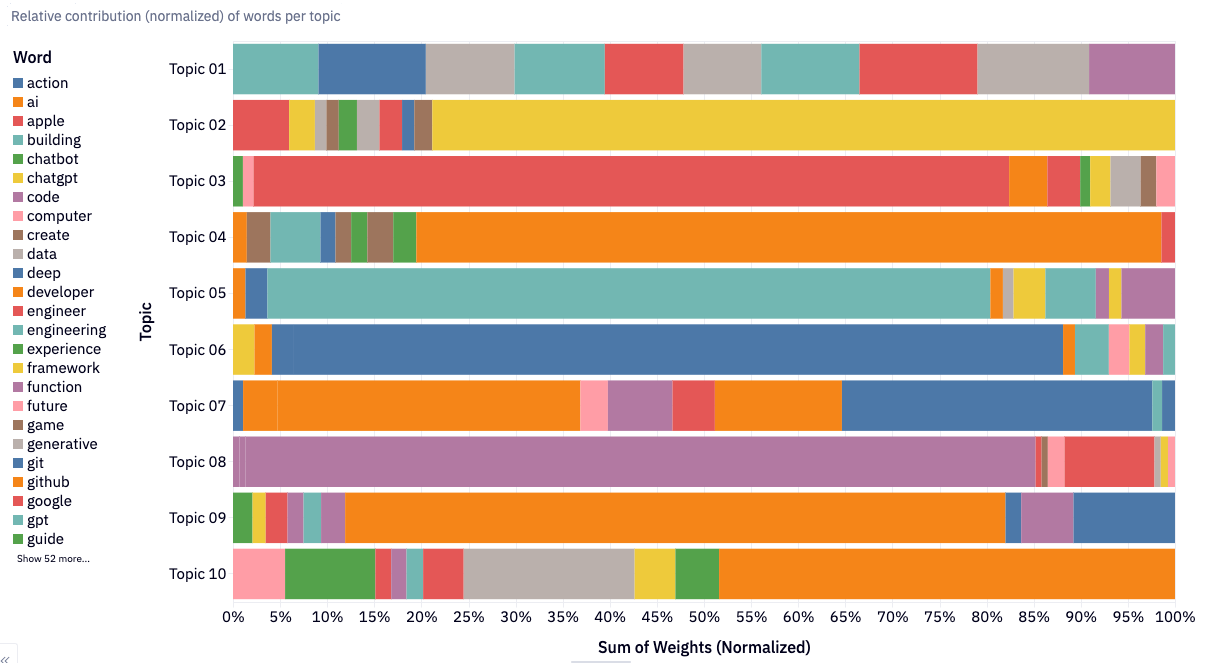 Relative contribution (normalized) of words per topic
Word
action
ai
apple
building
chatbot
chatgpt
code
computer
create
data
deep
developer
engineer
engineering
experience
framework
function
future
game
generative
git
github
google
gpt
guide
Show 52 more...
Topic
Topic 01
Topic 02
Topic 03
Topic 04
Topic 05
Topic 06
Topic 07
Topic 08
Topic 09
Topic 10
0% 5% 10% 15% 20% 25% 30% 35% 40% 45% 50% 55% 60% 65% 70% 75% 80% 85% 90% 95% 100%
Sum of Weights (Normalized)
«